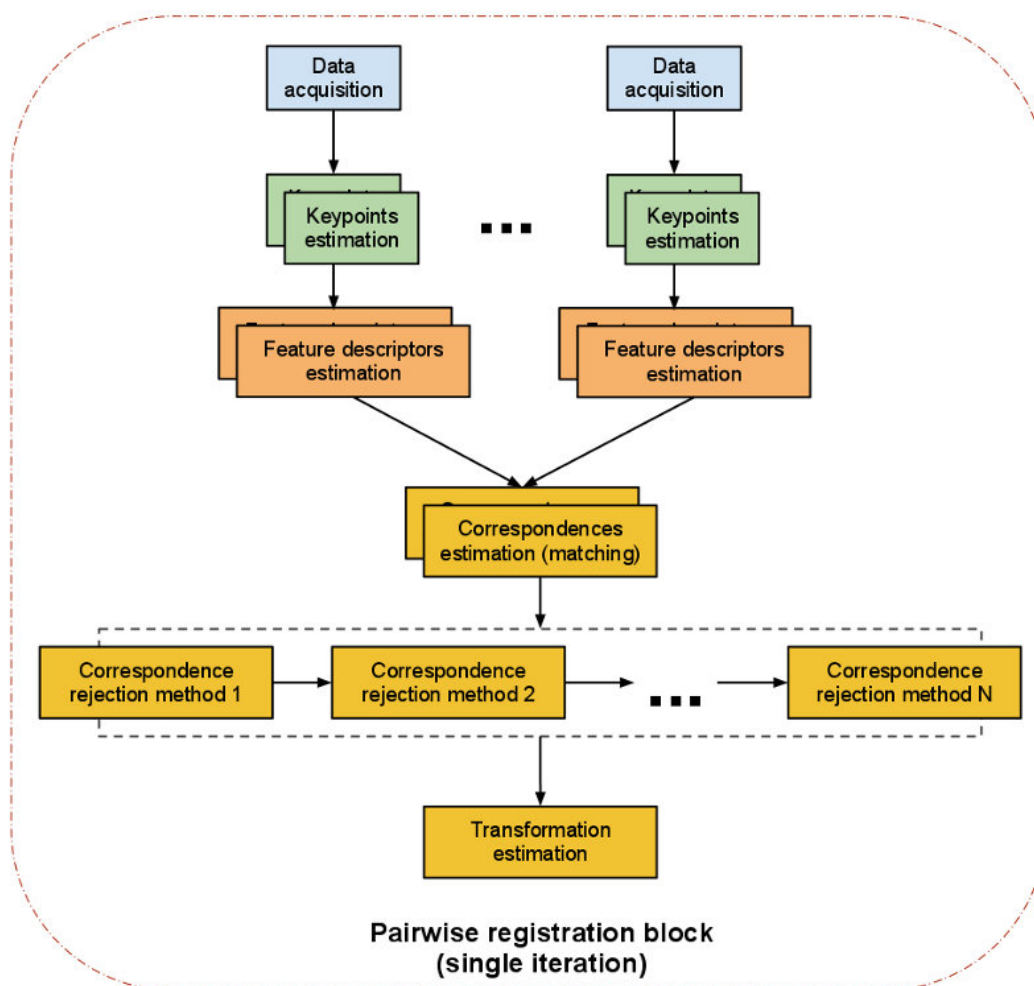 Data
acquisition
Data
acquisition
Keypoints
estimation
Keypoints
estimation
Feature descriptors
estimation
Feature descriptors
estimation
Correspondences
estimation (matching)
Correspondence
rejection method 1
Correspondence
rejection method 2
Correspondence
rejection method N
Transformation
estimation
Pairwise registration block
(single iteration)